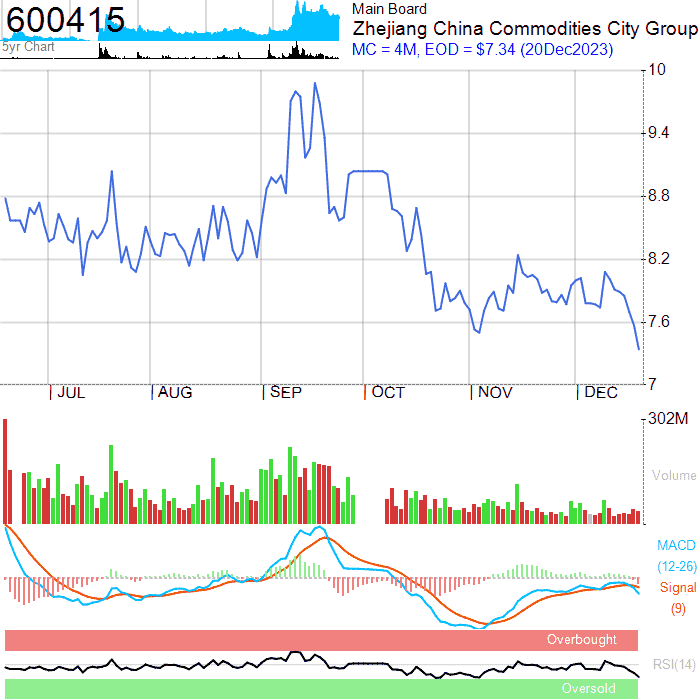 600415
5yr Chart
Main Board
Zhejiang China Commodities City Group
MC = 4M, EOD = $7.34 (20Dec2023)
10
9.4
8.8
8.2
7.6
7
JUL AUG SEP OCT NOV DEC
302M
Volume
MACD
(12-26)
Signal
(9)
Overbought
RSI(14)
Oversold